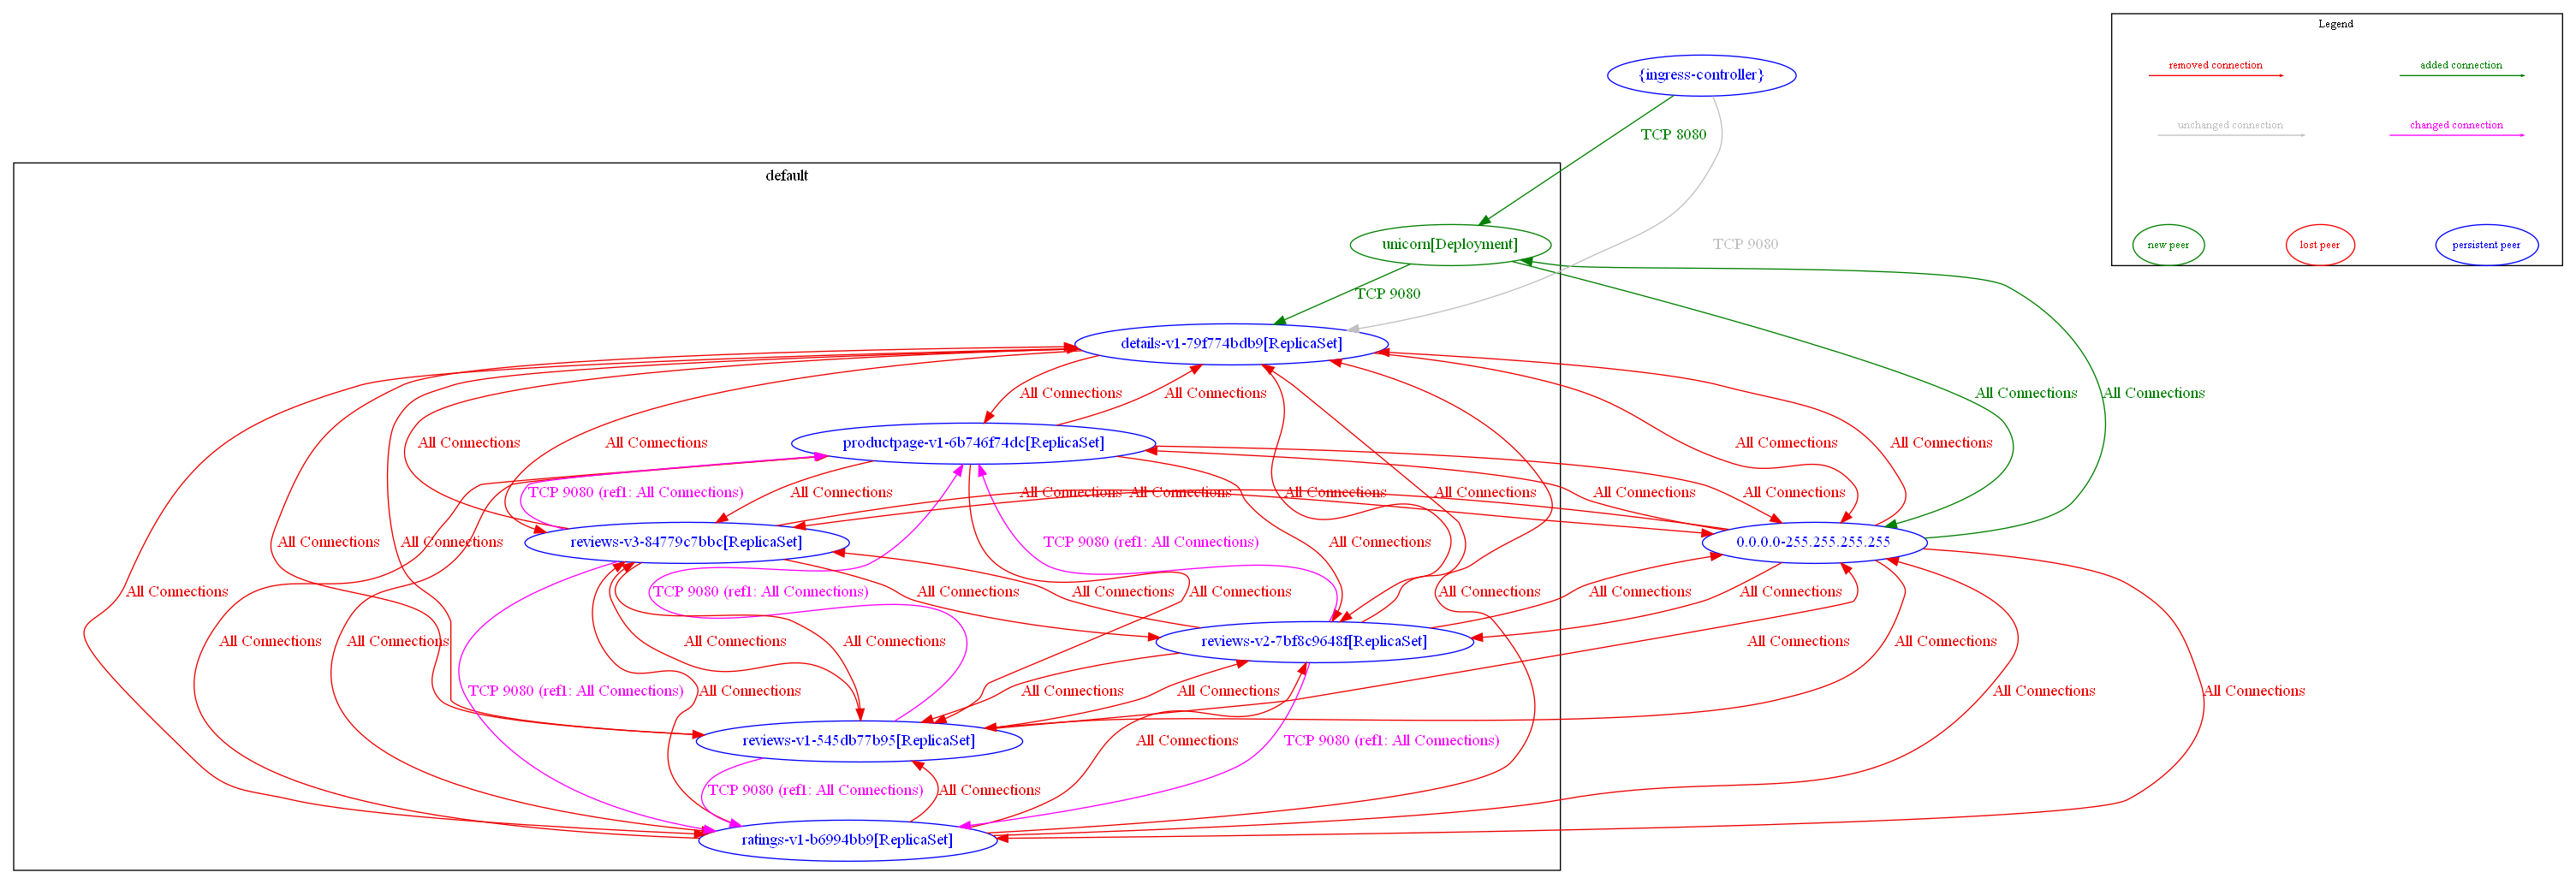 Legend
removed connection
added connection
unchanged connection
changed connection
new peer
lost peer
persistent peer
{ingress-controller}
TCP 8080
default
unicorn[Deployment]
TCP 9080
TCP 9080
details-v1-79f774bdb9[ReplicaSet]
All Connections
All Connections
All Connections
All Connections
productpage-v1-6b746f74dc[ReplicaSet]
All Connections
All Connections
All Connections
All Connections
TCP 9080 (ref1: All Connections)
All Connections
All Connections
All Connections
All Connections
All Connections
All Connections
All Connections
reviews-v3-84779c7bbc[ReplicaSet]
0.0.0.0-255.255.255.255
All Connections
All Connections
TCP 9080 (ref1: All Connections)
All Connections
All Connections
TCP 9080 (ref1: All Connections)
All Connections
All Connections
All Connections
All Connections
All Connections
All Connections
reviews-v2-7bf8c9648f[ReplicaSet]
All Connections
All Connections
All Connections
All Connections
All Connections
All Connections
TCP 9080 (ref1: All Connections)
All Connections
All Connections
All Connections
All Connections
All Connections
reviews-v1-545db77b95[ReplicaSet]
All Connections
TCP 9080 (ref1: All Connections)
TCP 9080 (ref1: All Connections)
All Connections
ratings-v1-b6994bb9[ReplicaSet]